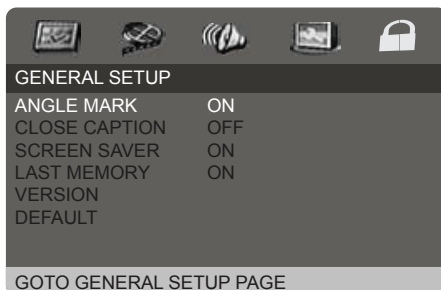 GENERAL SETUP
ANGLE MARK ON
CLOSE CAPTION OFF
SCREEN SAVER ON
LAST MEMORY ON
VERSION
DEFAULT
GOTO GENERAL SETUP PAGE